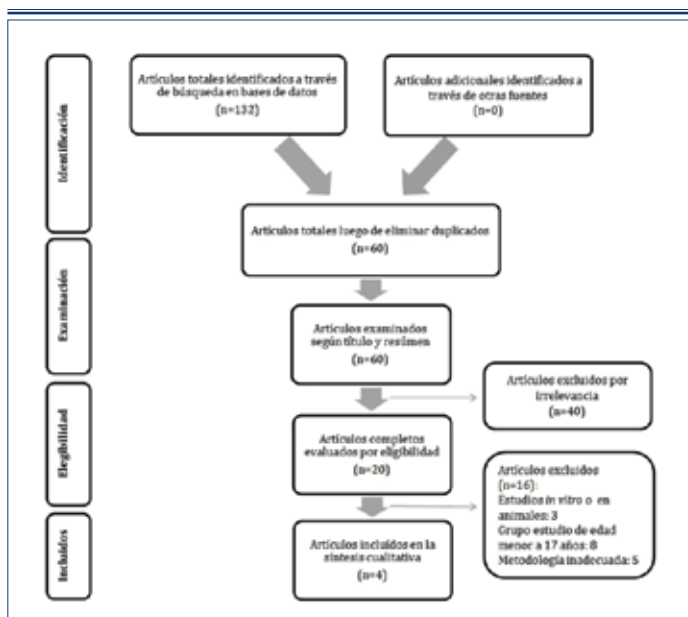 Identificación
Artículos totales identificados a través
de búsqueda en bases de datos
(n=132)
Artículos adicionales identificados a
través de otras fuentes
(n=0)
Artículos totales luego de eliminar duplicados
(n=60)
Examinación
Artículos examinados
según título y resúmen
(n=60)
Artículos excluidos por
irrelevancia
(n=40)
Elegibilidad
Artículos completos
evaluados por eligibilidad
(n=20)
Artículos excluidos
(n=16):
Estudios in vitro o en
animales: 3
Grupo estudio de edad
menor a 17 años: 8
Metodología inadecuada: 5
Incluidos
Artículos incluidos en la
síntesis cualitativa
(n=4)